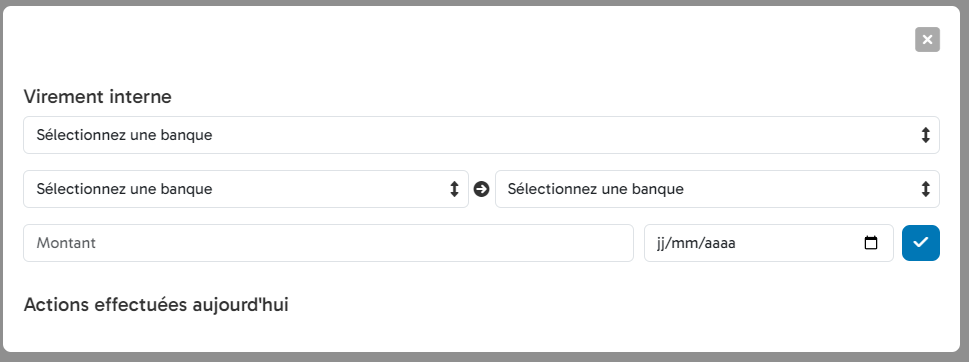 Virement interne
Sélectionnez une banque
Sélectionnez une banque Sélectionnez une banque
Montant jj/mm/aaaa
Actions effectuées aujourd'hui